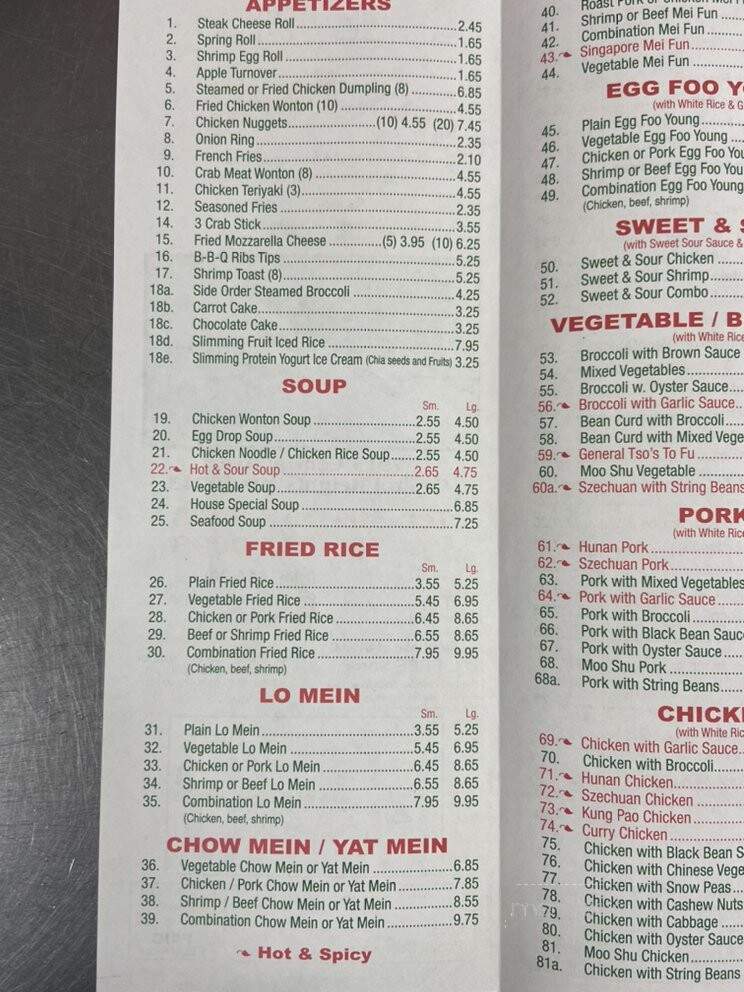 APPETIZERS
1. Steak Cheese Roll 2.45
2. Spring Roll 1.65
3. Shrimp Egg Roll 1.65
4. Apple Turnover 1.65
5. Steamed or Fried Chicken Dumpling (8) 6.85
6. Fried Chicken Wonton (10) 4.55
7. Chicken Nuggets (10) 4.55 (20) 7.45
8. Onion Ring 2.35
9. French Fries 2.10
10. Crab Meat Wonton (8) 4.55
11. Chicken Teriyaki (3) 4.55
12. Seasoned Fries 2.35
14. 3 Crab Stick 3.55
15. Fried Mozzarella Cheese (5) 3.95 (10) 6.25
16. B-B-Q Ribs Tips 5.25
17. Shrimp Toast (8) 5.25
18a. Side Order Steamed Broccoli 4.25
18b. Carrot Cake 3.25
18c. Chocolate Cake 3.25
18d. Slimming Fruit Iced Rice 7.95
18e. Slimming Protein Yogurt Ice Cream (Chia seeds and Fruits) 3.25
SOUP
Sm. Lg.
19. Chicken Wonton Soup 2.55 4.50
20. Egg Drop Soup 2.55 4.50
21. Chicken Noodle / Chicken Rice Soup 2.55 4.50
22. Hot & Sour Soup 2.65 4.75
23. Vegetable Soup 2.65 4.75
24. House Special Soup 6.85
25. Seafood Soup 7.25
FRIED RICE
Sm. Lg.
26. Plain Fried Rice 3.55 5.25
27. Vegetable Fried Rice 5.45 6.95
28. Chicken or Pork Fried Rice 6.45 8.65
29. Beef or Shrimp Fried Rice 6.55 8.65
30. Combination Fried Rice 7.95 9.95
(Chicken, beef, shrimp)
LO MEIN
Sm. Lg.
31. Plain Lo Mein 3.55 5.25
32. Vegetable Lo Mein 5.45 6.95
33. Chicken or Pork Lo Mein 6.45 8.65
34. Shrimp or Beef Lo Mein 6.55 8.65
35. Combination Lo Mein 7.95 9.95
(Chicken, beef, shrimp)
CHOW MEIN / YAT MEIN
36. Vegetable Chow Mein or Yat Mein 6.85
37. Chicken / Pork Chow Mein or Yat Mein 7.85
38. Shrimp / Beef Chow Mein or Yat Mein 8.55
39. Combination Chow Mein or Yat Mein 9.75
Hot & Spicy
40. Roast Pork or Chicken Mei
41. Shrimp or Beef Mei Fun
42. Combination Mei Fun
43. Singapore Mei Fun
44. Vegetable Mei Fun
EGG FOO
(with White Rice &
45. Plain Egg Foo Young
46. Vegetable Egg Foo Young
47. Chicken or Pork Egg Foo You
48. Shrimp or Beef Egg Foo You
49. Combination Egg Foo Young
(Chicken, beef, shrimp)
SWEET &
(with Sweet Sour Sauce &
50. Sweet & Sour Chicken
51. Sweet & Sour Shrimp
52. Sweet & Sour Combo
VEGETABLE / B
(with White Rice
53. Broccoli with Brown Sauce
54. Mixed Vegetables
55. Broccoli w. Oyster Sauce
56. Broccoli with Garlic Sauce
57. Bean Curd with Broccoli
58. Bean Curd with Mixed Vege
59. General Tso's To Fu
60. Moo Shu Vegetable
60a. Szechuan with String Beans
PORK
(with White Rice
61. Hunan Pork
62. Szechuan Pork
63. Pork with Mixed Vegetables
64. Pork with Garlic Sauce
65. Pork with Broccoli
66. Pork with Black Bean Sauc
67. Pork with Oyster Sauce
68. Moo Shu Pork
68a. Pork with String Beans
CHICK
(with White Ric
69. Chicken with Garlic Sauce
70. Chicken with Broccoli
71. Hunan Chicken
72. Szechuan Chicken
73. Kung Pao Chicken
74. Curry Chicken
75. Chicken with Black Bean S
76. Chicken with Chinese Vege
77. Chicken with Snow Peas
78. Chicken with Cashew Nuts
79. Chicken with Cabbage
80. Chicken with Oyster Sauce
81. Moo Shu Chicken
81a. Chicken with String Beans